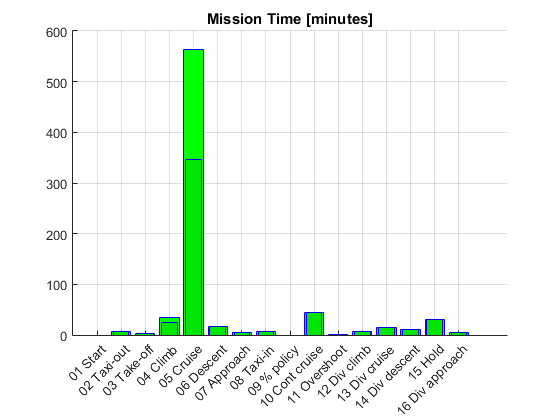 Mission Time [minutes]
600
500
400
300
200
100
0
01 Start
02 Taxi-out
03 Take-off
04 Climb
05 Cruise
06 Descent
07 Approach
08 Taxi-in
09 % policy
10 Cont cruise
11 Overshoot
12 Div climb
13 Div cruise
14 Div descent
15 Hold
16 Div approach